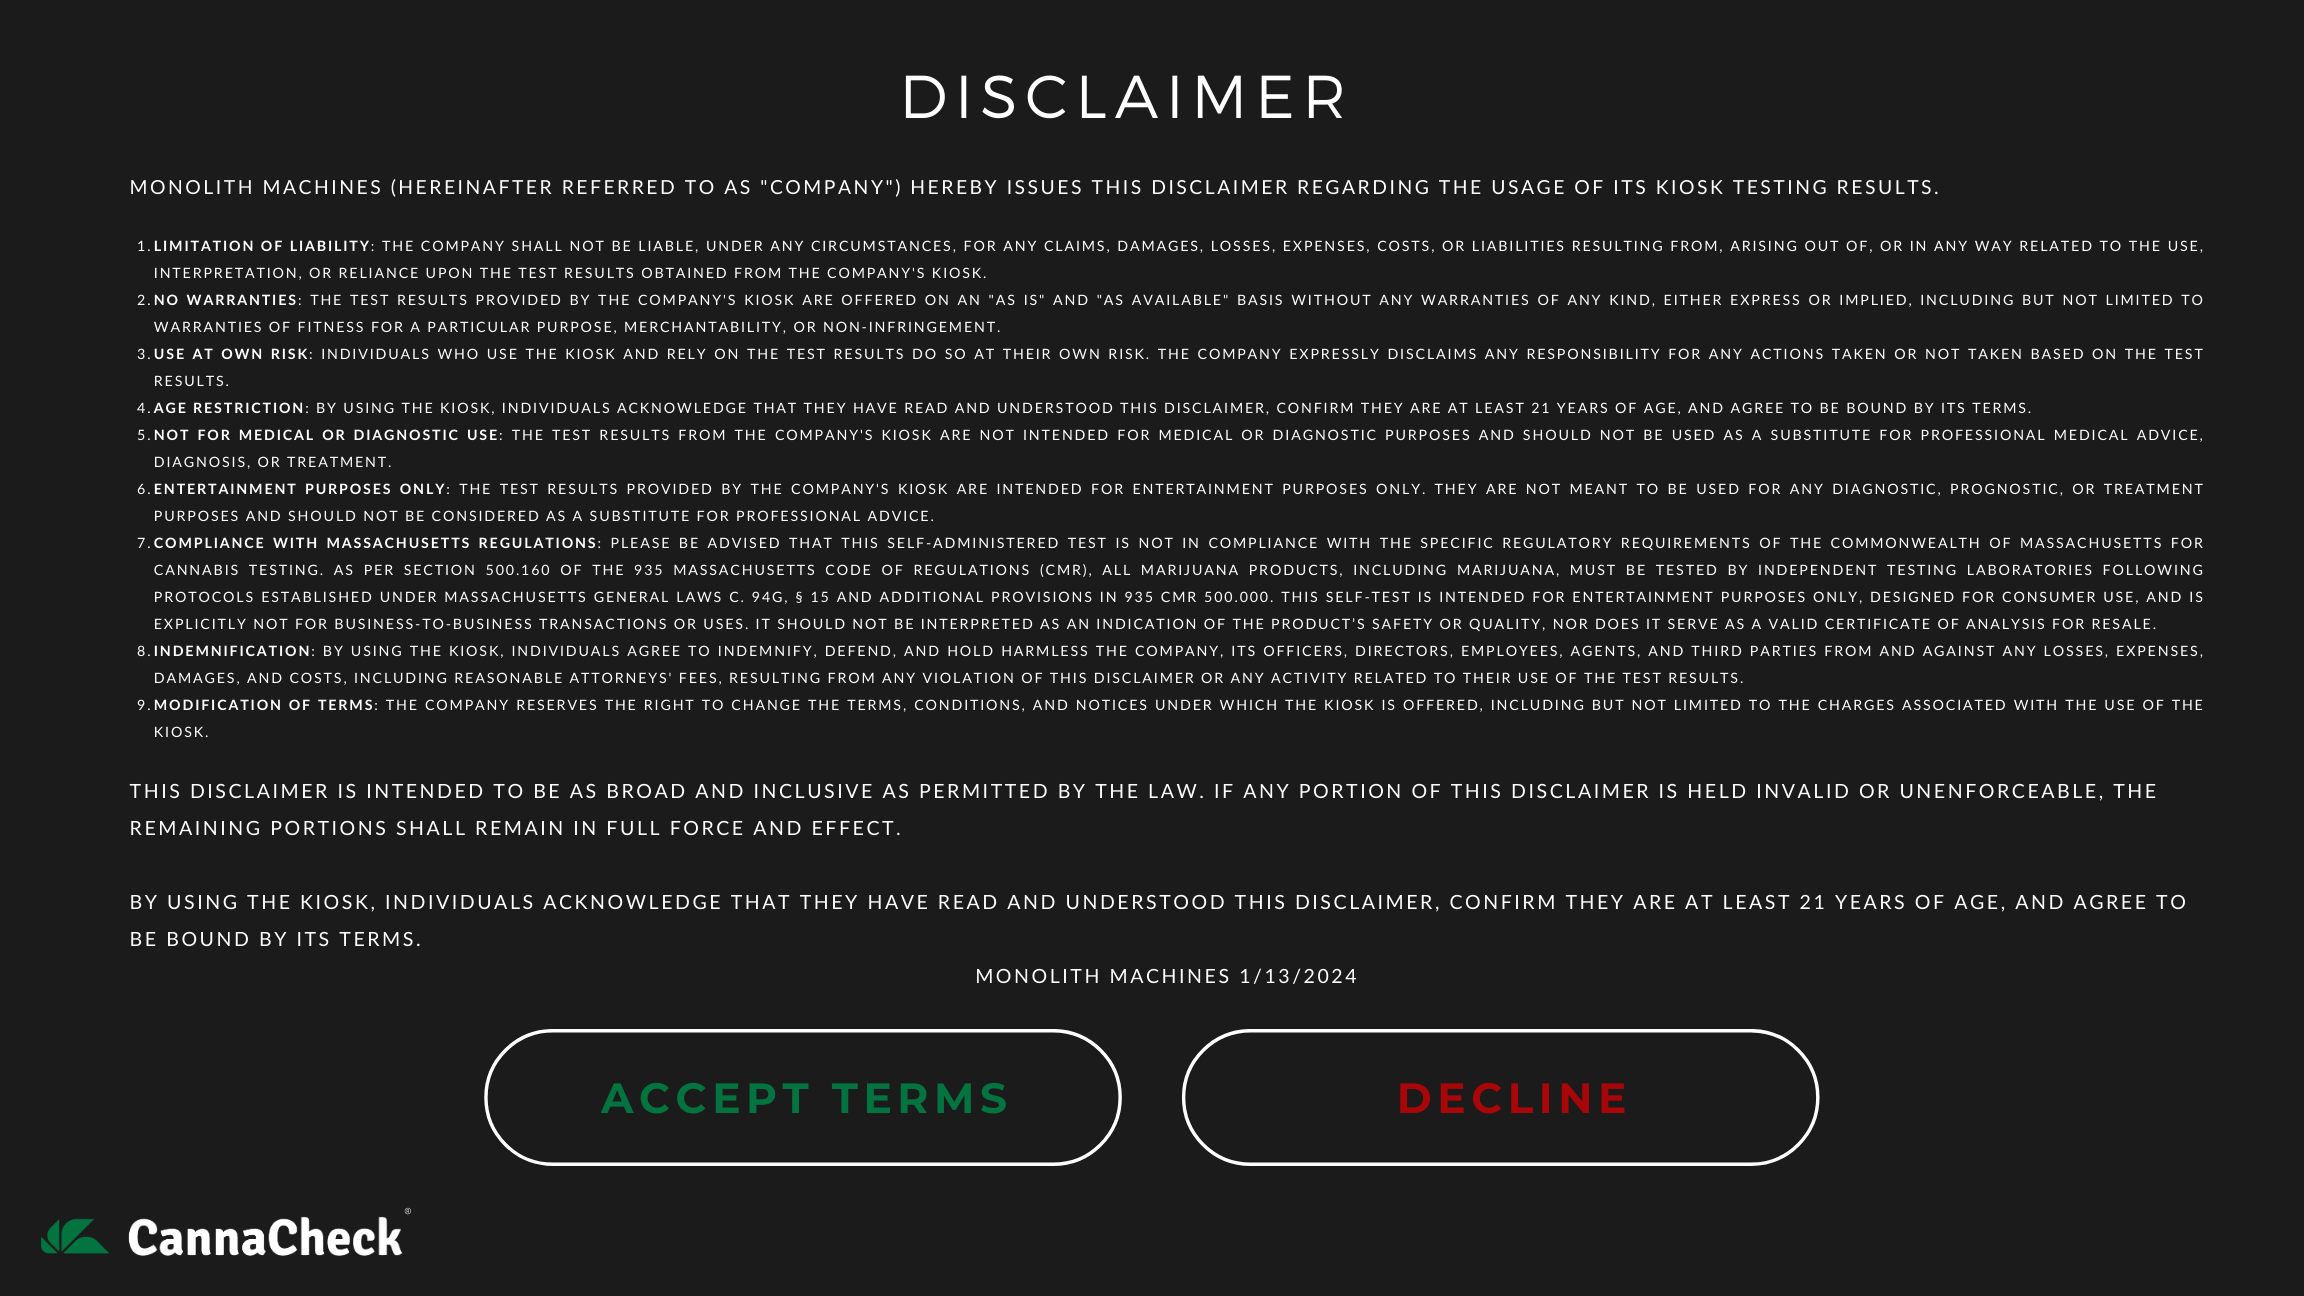 DISCLAIMER
MONOLITH MACHINES (HEREINAFTER REFERRED TO AS "COMPANY") HEREBY ISSUES THIS DISCLAIMER REGARDING THE USAGE OF ITS KIOSK TESTING RESULTS.
1. LIMITATION OF LIABILITY: THE COMPANY SHALL NOT BE LIABLE, UNDER ANY CIRCUMSTANCES, FOR ANY CLAIMS, DAMAGES, LOSSES, EXPENSES, COSTS, OR LIABILITIES RESULTING FROM, ARISING OUT OF, OR IN ANY WAY RELATED TO THE USE,
INTERPRETATION, OR RELIANCE UPON THE TEST RESULTS OBTAINED FROM THE COMPANY'S KIOSK.
2. NO WARRANTIES: THE TEST RESULTS PROVIDED BY THE COMPANY'S KIOSK ARE OFFERED ON AN "AS IS" AND "AS AVAILABLE" BASIS WITHOUT ANY WARRANTIES OF ANY KIND, EITHER EXPRESS OR IMPLIED, INCLUDING BUT NOT LIMITED TO
WARRANTIES OF FITNESS FOR A PARTICULAR PURPOSE, MERCHANTABILITY, OR NON-INFRINGEMENT.
3. USE AT OWN RISK: INDIVIDUALS WHO USE THE KIOSK AND RELY ON THE TEST RESULTS DO SO AT THEIR OWN RISK. THE COMPANY EXPRESSLY DISCLAIMS ANY RESPONSIBILITY FOR ANY ACTIONS TAKEN OR NOT TAKEN BASED ON THE TEST
RESULTS.
4. AGE RESTRICTION: BY USING THE KIOSK, INDIVIDUALS ACKNOWLEDGE THAT THEY HAVE READ AND UNDERSTOOD THIS DISCLAIMER, CONFIRM THEY ARE AT LEAST 21 YEARS OF AGE, AND AGREE TO BE BOUND BY ITS TERMS.
5. NOT FOR MEDICAL OR DIAGNOSTIC USE: THE TEST RESULTS FROM THE COMPANY'S KIOSK ARE NOT INTENDED FOR MEDICAL OR DIAGNOSTIC PURPOSES AND SHOULD NOT BE USED AS A SUBSTITUTE FOR PROFESSIONAL MEDICAL ADVICE,
DIAGNOSIS, OR TREATMENT.
6. ENTERTAINMENT PURPOSES ONLY: THE TEST RESULTS PROVIDED BY THE COMPANY'S KIOSK ARE INTENDED FOR ENTERTAINMENT PURPOSES ONLY. THEY ARE NOT MEANT TO BE USED FOR ANY DIAGNOSTIC, PROGNOSTIC, OR TREATMENT
PURPOSES AND SHOULD NOT BE CONSIDERED AS A SUBSTITUTE FOR PROFESSIONAL ADVICE.
7. COMPLIANCE WITH MASSACHUSETTS REGULATIONS: PLEASE BE ADVISED THAT THIS SELF-ADMINISTERED TEST IS NOT IN COMPLIANCE WITH THE SPECIFIC REGULATORY REQUIREMENTS OF THE COMMONWEALTH OF MASSACHUSETTS FOR
CANNABIS TESTING. AS PER SECTION 500.160 OF THE 935 MASSACHUSETTS CODE OF REGULATIONS (CMR), ALL MARIJUANA PRODUCTS, INCLUDING MARIJUANA, MUST BE TESTED BY INDEPENDENT TESTING LABORATORIES FOLLOWING
PROTOCOLS ESTABLISHED UNDER MASSACHUSETTS GENERAL LAWS C. 94G, § 15 AND ADDITIONAL PROVISIONS IN 935 CMR 500.000. THIS SELF-TEST IS INTENDED FOR ENTERTAINMENT PURPOSES ONLY, DESIGNED FOR CONSUMER USE, AND IS
EXPLICITLY NOT FOR BUSINESS-TO-BUSINESS TRANSACTIONS OR USES. IT SHOULD NOT BE INTERPRETED AS AN INDICATION OF THE PRODUCT'S SAFETY OR QUALITY, NOR DOES IT SERVE AS A VALID CERTIFICATE OF ANALYSIS FOR RESALE.
8. INDEMNIFICATION: BY USING THE KIOSK, INDIVIDUALS AGREE TO INDEMNIFY, DEFEND, AND HOLD HARMLESS THE COMPANY, ITS OFFICERS, DIRECTORS, EMPLOYEES, AGENTS, AND THIRD PARTIES FROM AND AGAINST ANY LOSSES, EXPENSES,
DAMAGES, AND COSTS, INCLUDING REASONABLE ATTORNEYS' FEES, RESULTING FROM ANY VIOLATION OF THIS DISCLAIMER OR ANY ACTIVITY RELATED TO THEIR USE OF THE TEST RESULTS.
9. MODIFICATION OF TERMS: THE COMPANY RESERVES THE RIGHT TO CHANGE THE TERMS, CONDITIONS, AND NOTICES UNDER WHICH THE KIOSK IS OFFERED, INCLUDING BUT NOT LIMITED TO THE CHARGES ASSOCIATED WITH THE USE OF THE
KIOSK.
THIS DISCLAIMER IS INTENDED TO BE AS BROAD AND INCLUSIVE AS PERMITTED BY THE LAW. IF ANY PORTION OF THIS DISCLAIMER IS HELD INVALID OR UNENFORCEABLE, THE
REMAINING PORTIONS SHALL REMAIN IN FULL FORCE AND EFFECT.
BY USING THE KIOSK, INDIVIDUALS ACKNOWLEDGE THAT THEY HAVE READ AND UNDERSTOOD THIS DISCLAIMER, CONFIRM THEY ARE AT LEAST 21 YEARS OF AGE, AND AGREE TO
BE BOUND BY ITS TERMS.
MONOLITH MACHINES 1/13/2024
ACCEPT TERMS
DECLINE
CannaCheck®